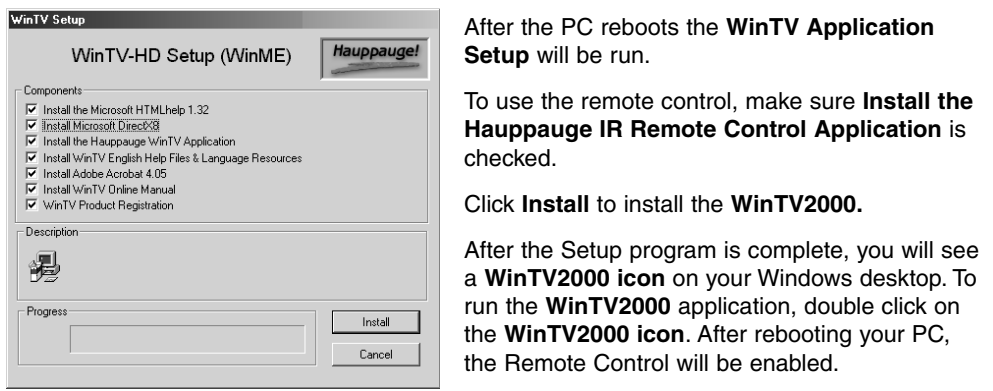 WinTV Setup
WinTV-HD Setup (WinME)
Hauppauge!
Components
Install the Microsoft HTMLhelp 1.32
Install Microsoft DirectX8
Install the Hauppauge WinTV Application
Install WinTV English Help Files & Language Resources
Install Adobe Acrobat 4.05
Install WinTV Online Manual
WinTV Product Registration
Description
Progress
Install
Cancel
After the PC reboots the WinTV Application
Setup will be run.
To use the remote control, make sure Install the
Hauppauge IR Remote Control Application is
checked.
Click Install to install the WinTV2000.
After the Setup program is complete, you will see
a WinTV2000 icon on your Windows desktop. To
run the WinTV2000 application, double click on
the WinTV2000 icon. After rebooting your PC,
the Remote Control will be enabled.